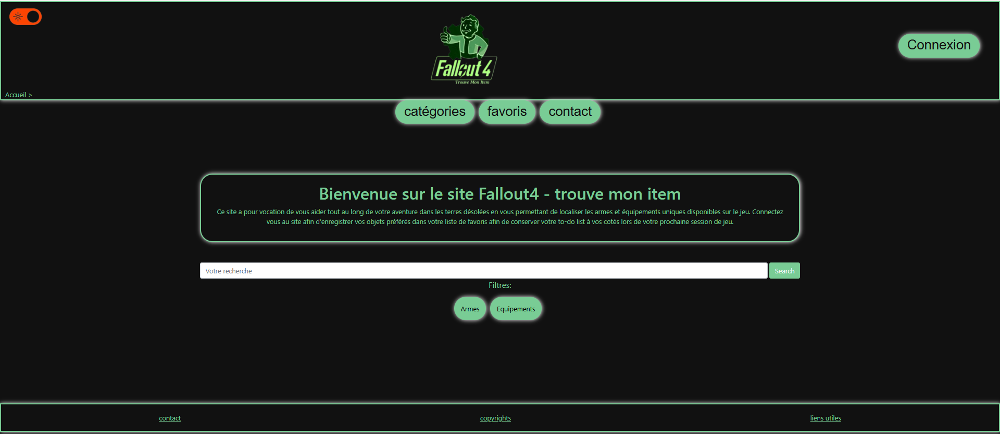 Fallout 4
Trouve Mon Item
Connexion
Accueil >
catégories favoris contact
Bienvenue sur le site Fallout4 - trouve mon item
Ce site a pour vocation de vous aider tout au long de votre aventure dans les terres désolées en vous permettant de localiser les armes et équipements uniques disponibles sur le jeu. Connectez
vous au site afin d'enregistrer vos objets préférés dans votre liste de favoris afin de conserver votre to-do list à vos cotés lors de votre prochaine session de jeu.
Votre recherche Search
Filtres:
Armes Equipements
contact copyrights liens utiles